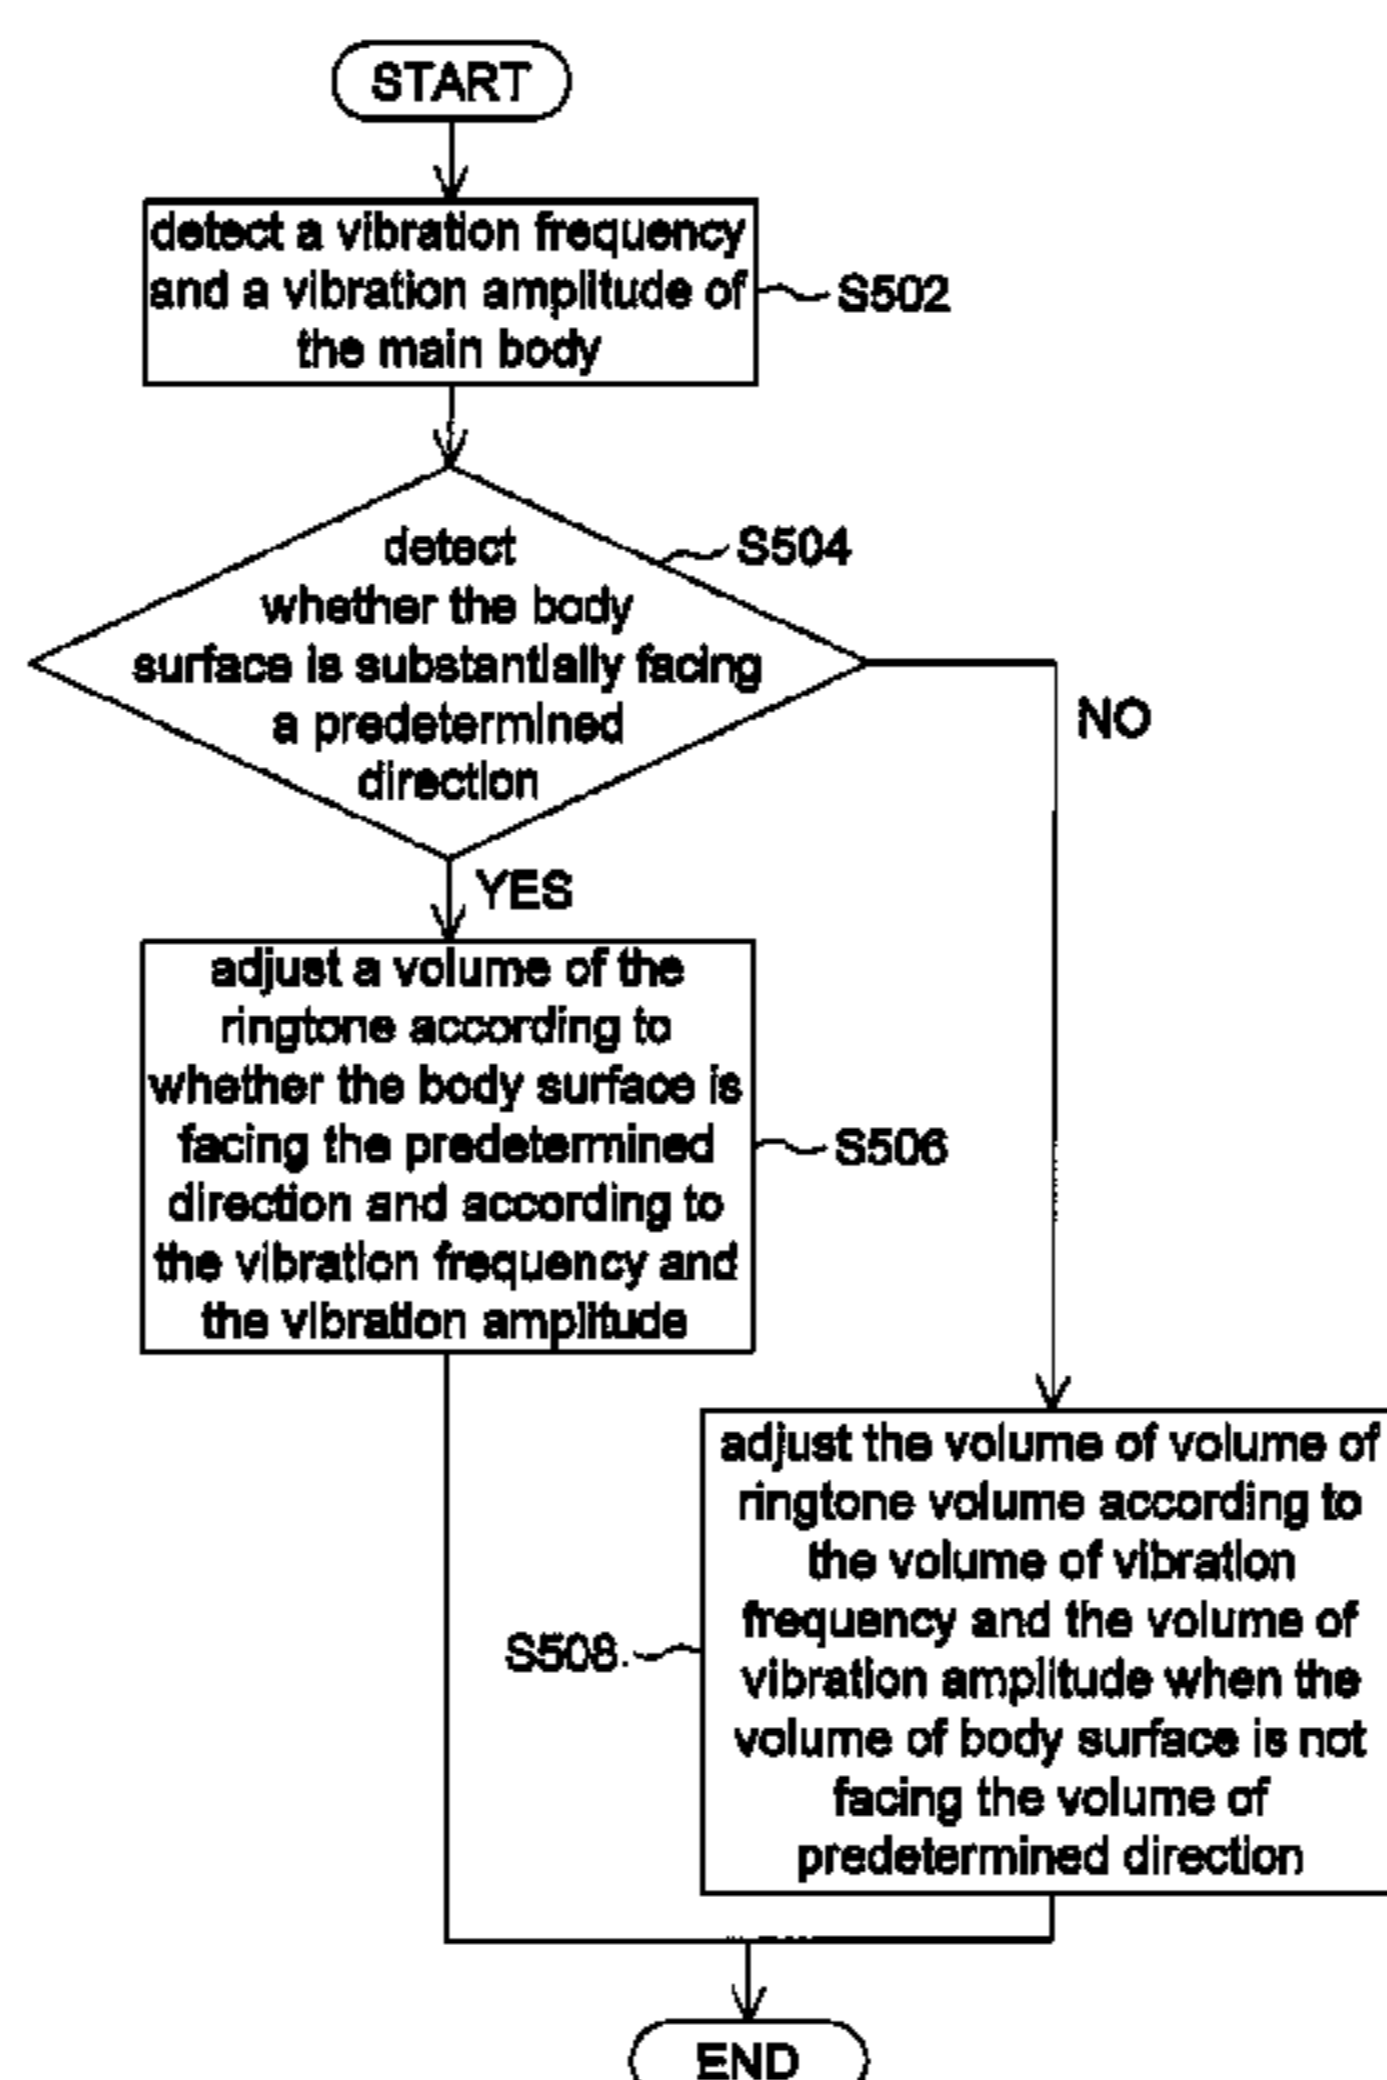 START
detect a vibration frequency
and a vibration amplitude of
the main body
S502
detect
whether the body
surface is substantially facing
a predetermined
direction
S504
NO
YES
adjust a volume of the
ringtone according to
whether the body surface is
facing the predetermined
direction and according to
the vibration frequency and
the vibration amplitude
S506
adjust the volume of volume of
ringtone volume according to
the volume of vibration
frequency and the volume of
vibration amplitude when the
volume of body surface is not
facing the volume of
predetermined direction
S508
END